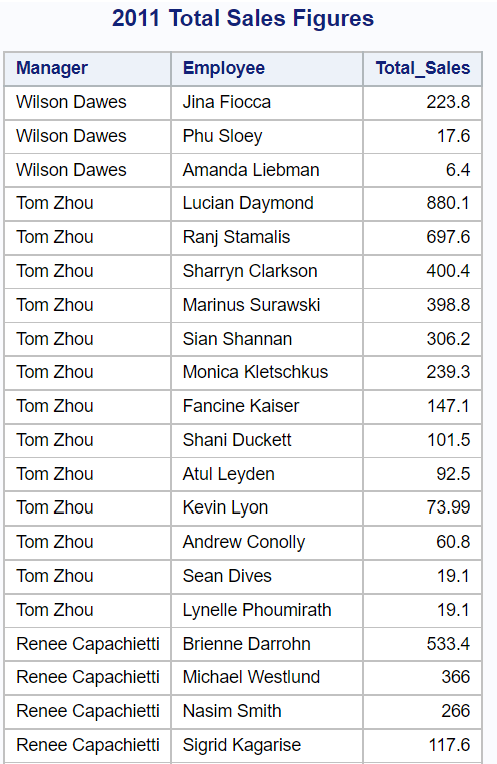 2011 Total Sales Figures
Manager Employee Total_Sales
Wilson Dawes Jina Fiocca 223.8
Wilson Dawes Phu Sloey 17.6
Wilson Dawes Amanda Liebman 6.4
Tom Zhou Lucian Daymond 880.1
Tom Zhou Ranj Stamalis 697.6
Tom Zhou Sharryn Clarkson 400.4
Tom Zhou Marinus Surawski 398.8
Tom Zhou Sian Shannan 306.2
Tom Zhou Monica Kletschkus 239.3
Tom Zhou Fancine Kaiser 147.1
Tom Zhou Shani Duckett 101.5
Tom Zhou Atul Leyden 92.5
Tom Zhou Kevin Lyon 73.99
Tom Zhou Andrew Conolly 60.8
Tom Zhou Sean Dives 19.1
Tom Zhou Lynelle Phoumirath 19.1
Renee Capachietti Brienne Darrohn 533.4
Renee Capachietti Michael Westlund 366
Renee Capachietti Nasim Smith 266
Renee Capachietti Sigrid Kagarise 117.6